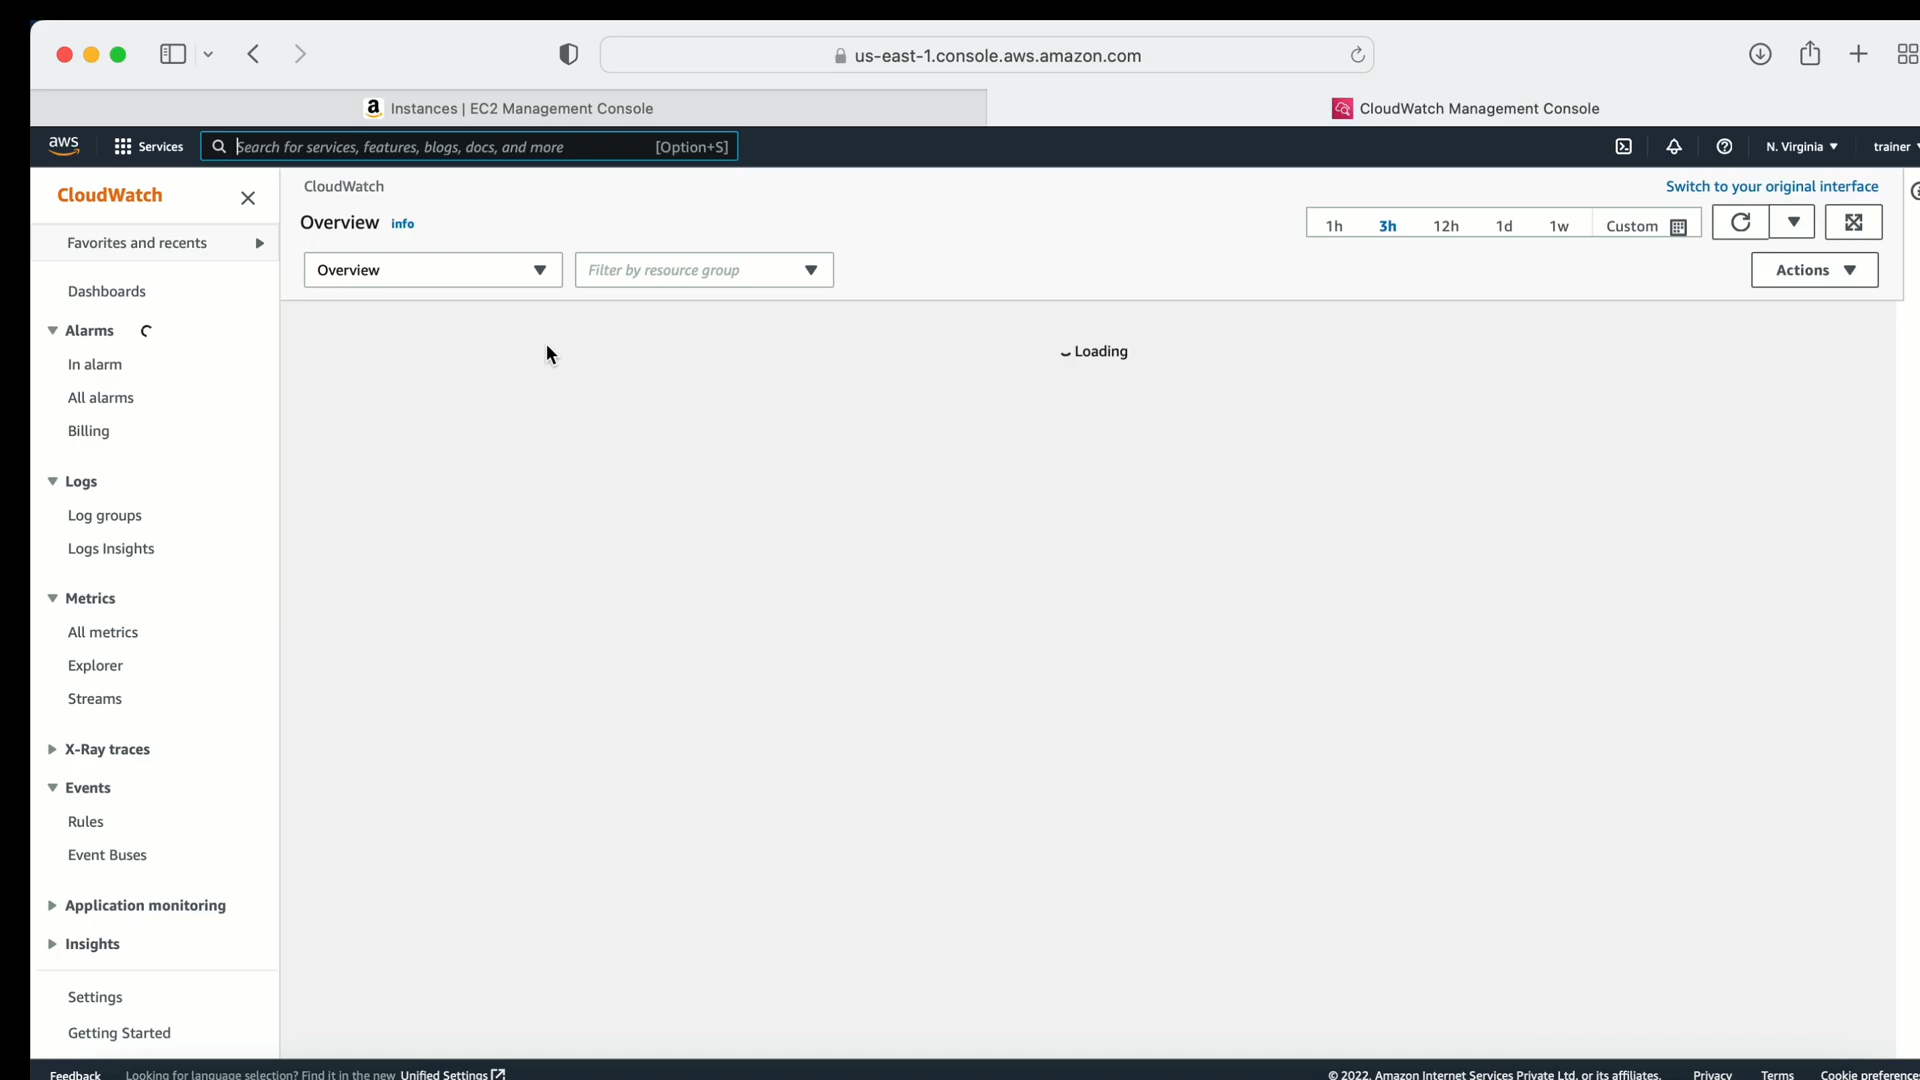 us-east-1.console.aws.amazon.com
Instances | EC2 Management Console
CloudWatch Management Console
aws
Services
Search for services, features, blogs, docs, and more [Option+S]
N. Virginia
trainer
CloudWatch
Favorites and recents
Dashboards
Alarms
In alarm
All alarms
Billing
Logs
Log groups
Logs Insights
Metrics
All metrics
Explorer
Streams
X-Ray traces
Events
Rules
Event Buses
Application monitoring
Insights
Settings
Getting Started
CloudWatch
Switch to your original interface
Overview info
1h 3h 12h 1d 1w Custom
Overview
Filter by resource group
Actions
Loading
Feedback Looking for language selection? Find it in the new Unified Settings
© 2022, Amazon Internet Services Private Ltd. or its affiliates. Privacy Terms Cookie preferences